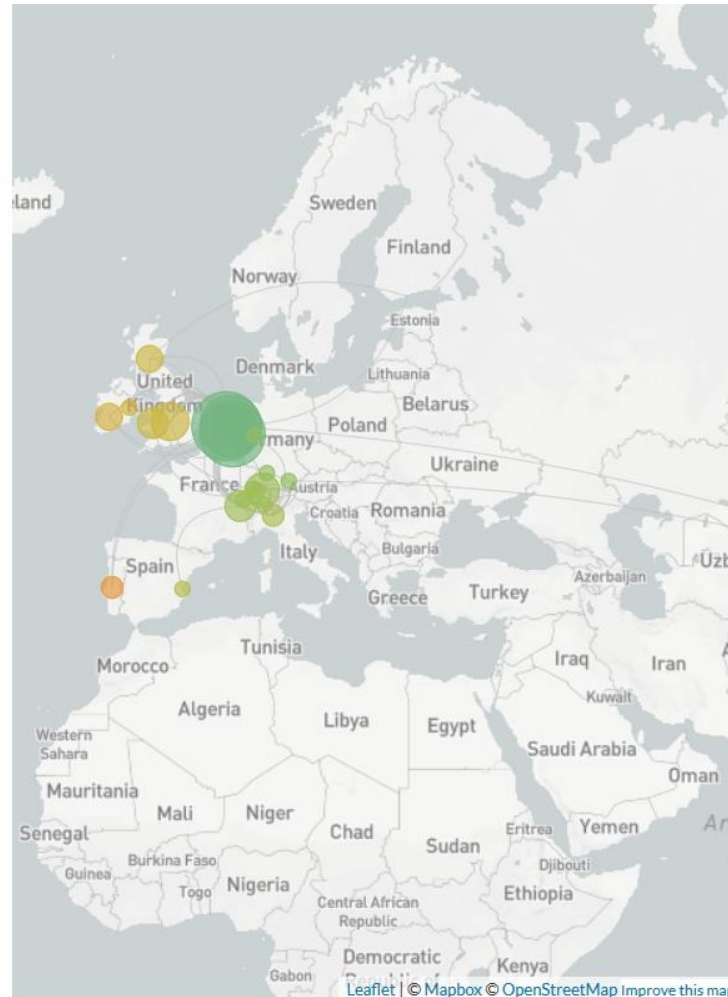 land
Sweden
Finland
Norway
Estonia
Denmark
Lithuania
United
Kingdom
Belarus
Poland
rmany
Ukraine
France
Austria
Croatia
Romania
Italy
Bulgaria
Spain
Uzb
Azerbaijan
Greece
Turkey
Tunisia
Morocco
Iraq
Iran
Algeria
Libya
Egypt
Kuwait
Western
Sahara
Saudi Arabia
Oman
Mauritania
Mali
Niger
Chad
Sudan
Eritrea
Yemen
Ar
Senegal
Burkina Faso
Guinea
Togo
Nigeria
Djibouti
Ethiopia
Central African
Republic
Democratic
Gabon
Kenya
Leaflet | © Mapbox © OpenStreetMap Improve this map